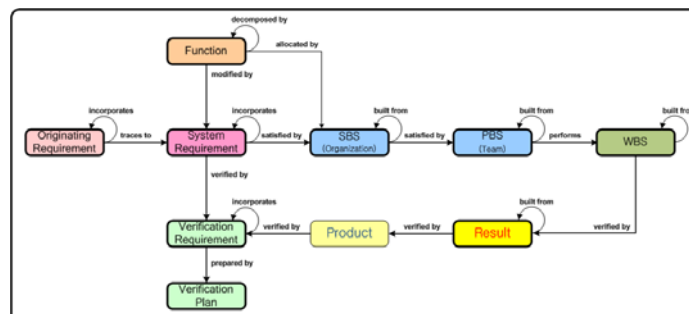 decomposed by
Function
allocated by
modified by
incorporates
incorporates
built from
built from
built from
Originating
Requirement
traces to
System
Requirement
satisfied by
SBS
(Organization)
satisfied by
PBS
(Team)
performs
WBS
verified by
incorporates
built from
verified by
Verification
Requirement
verified by
Product
verified by
Result
prepared by
Verification
Plan